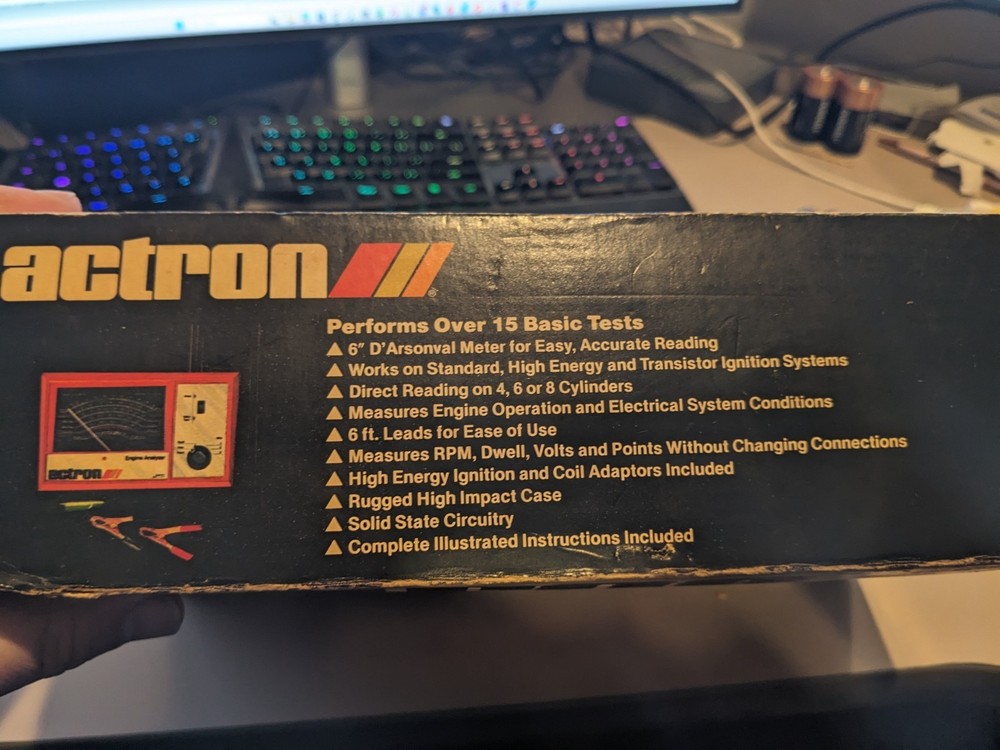 actron
®
Performs Over 15 Basic Tests
▲ 6" D'Arsonval Meter for Easy, Accurate Reading
▲ Works on Standard, High Energy and Transistor Ignition Systems
▲ Direct Reading on 4, 6 or 8 Cylinders
▲ Measures Engine Operation and Electrical System Conditions
▲ 6 ft. Leads for Ease of Use
▲ Measures RPM, Dwell, Volts and Points Without Changing Connections
▲ High Energy Ignition and Coil Adaptors Included
▲ Rugged High Impact Case
▲ Solid State Circuitry
▲ Complete Illustrated Instructions Included
Engine Analyzer
actron